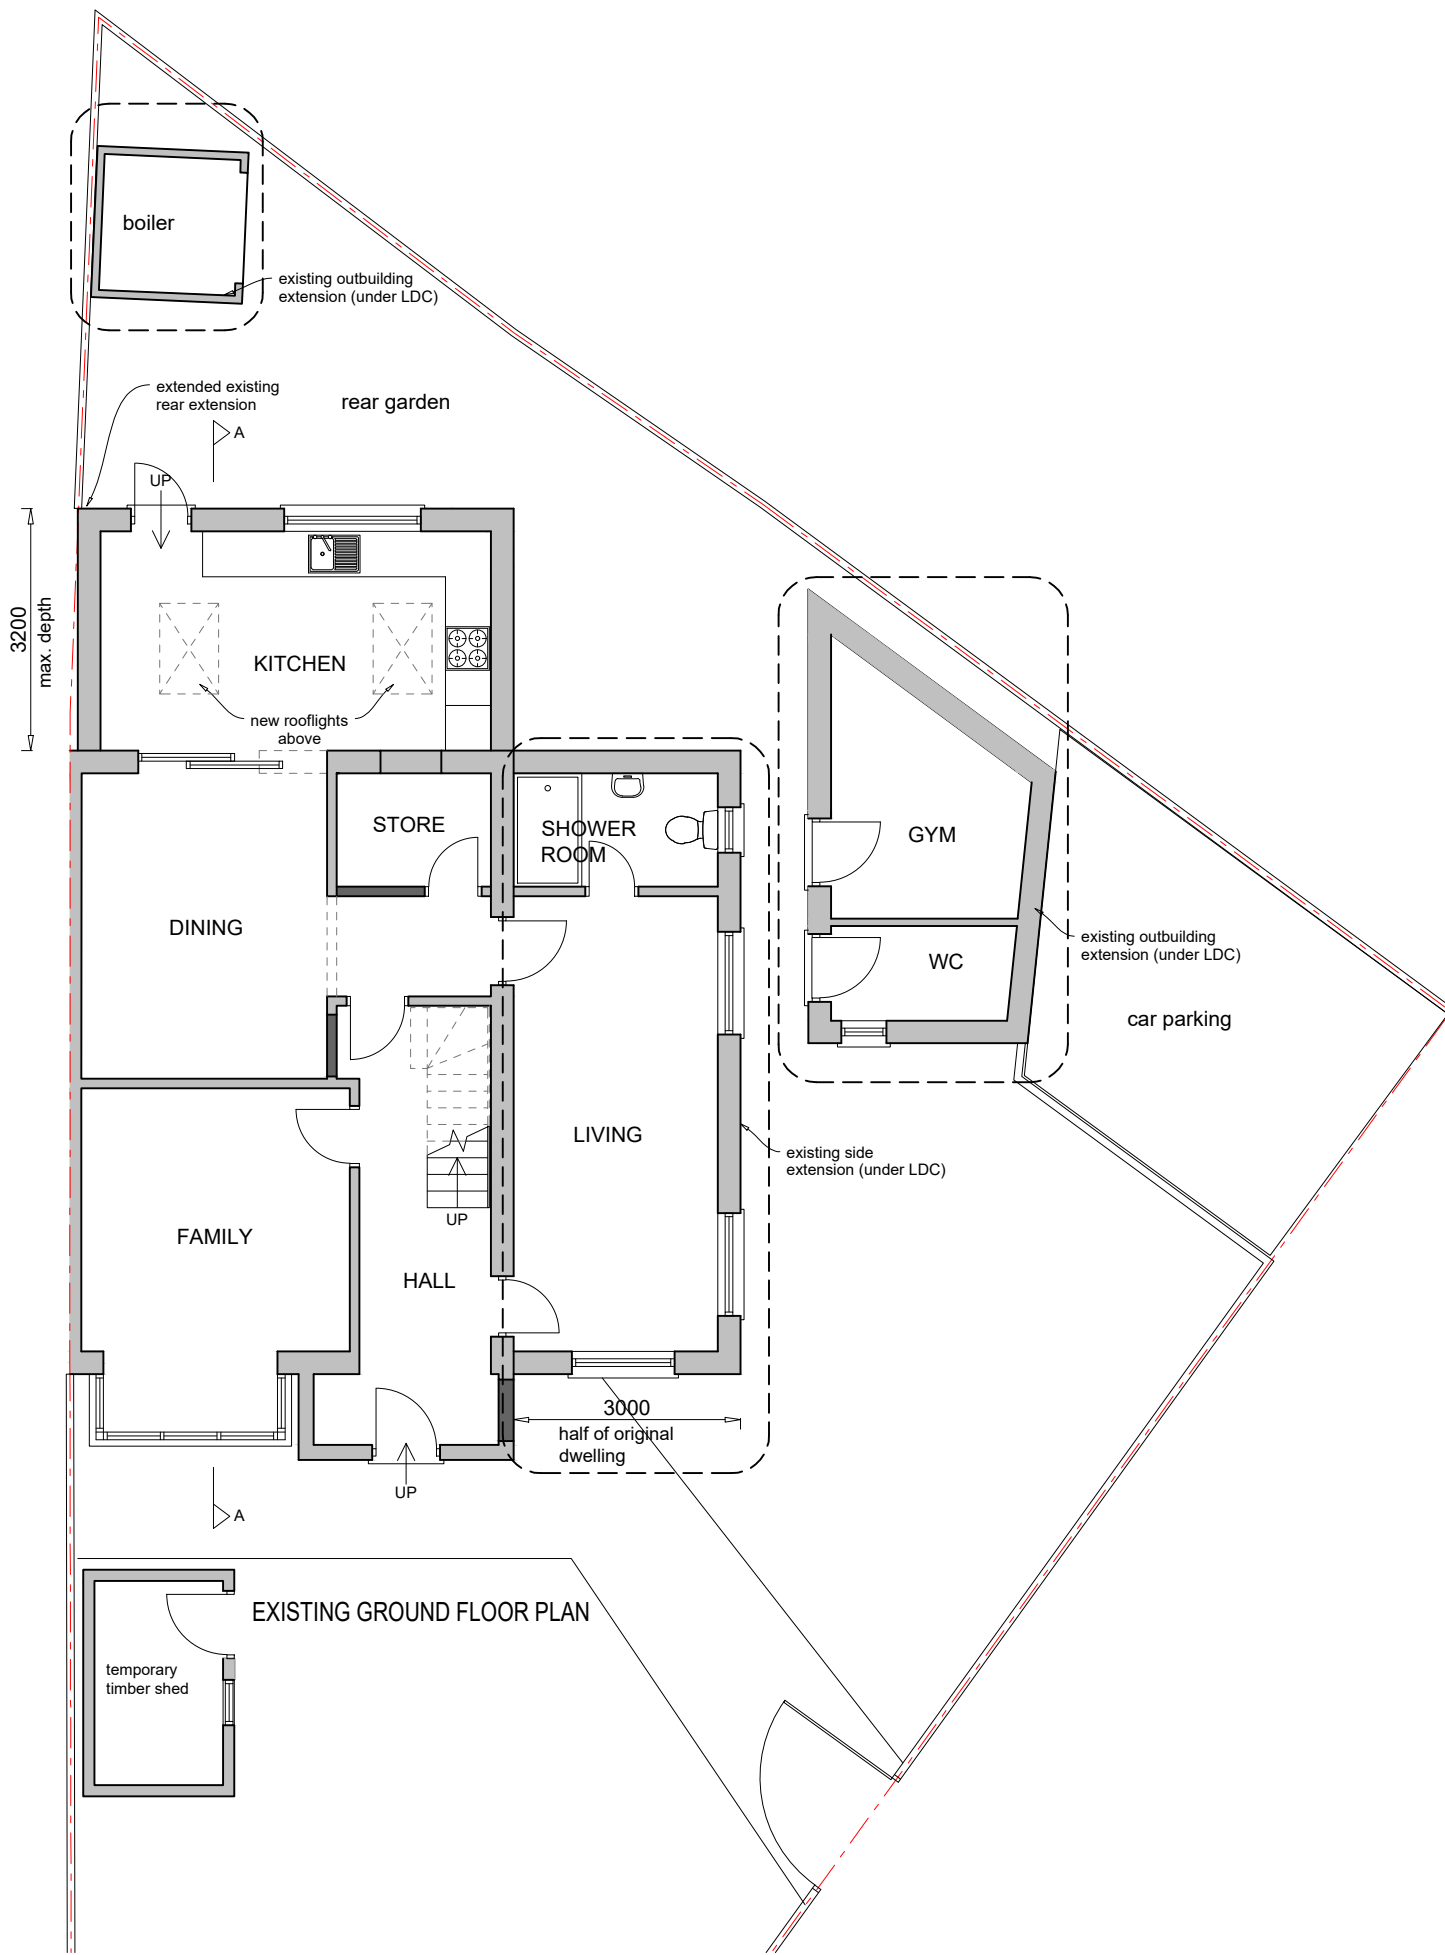 boiler
existing outbuilding
extension (under LDC)
extended existing
rear extension
rear garden
A
UP
3200
max. depth
KITCHEN
new rooflights
above
STORE
SHOWER
ROOM
GYM
DINING
WC
existing outbuilding
extension (under LDC)
car parking
LIVING
existing side
extension (under LDC)
UP
FAMILY
HALL
3000
half of original
dwelling
UP
A
EXISTING GROUND FLOOR PLAN
temporary
timber shed